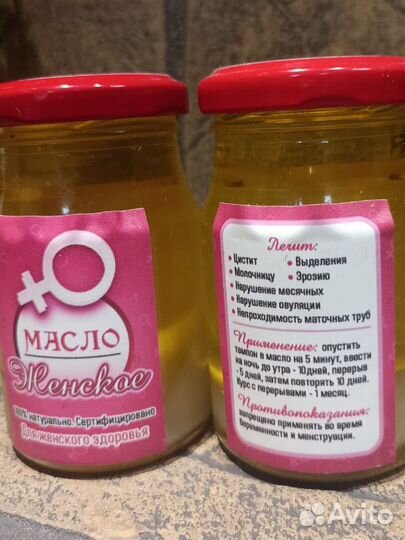 МАСЛО
Женское
100% натурально. Сертифицировано
Для женского здоровья
Лечит:
• Цистит
• Выделения
• Молочницу
• Эрозию
• Нарушение месячных
• Нарушение овуляции
• Непроходимость маточных труб
Применение: опустить
тампон в масло на 5 минут, ввести
на ночь до утра - 10дней, перерыв
- 5 дней, затем повторять 10 дней.
Курс с перерывами - 1 месяц.
Противопоказания:
запрещено применять во время
беременности и менструации.
Avito